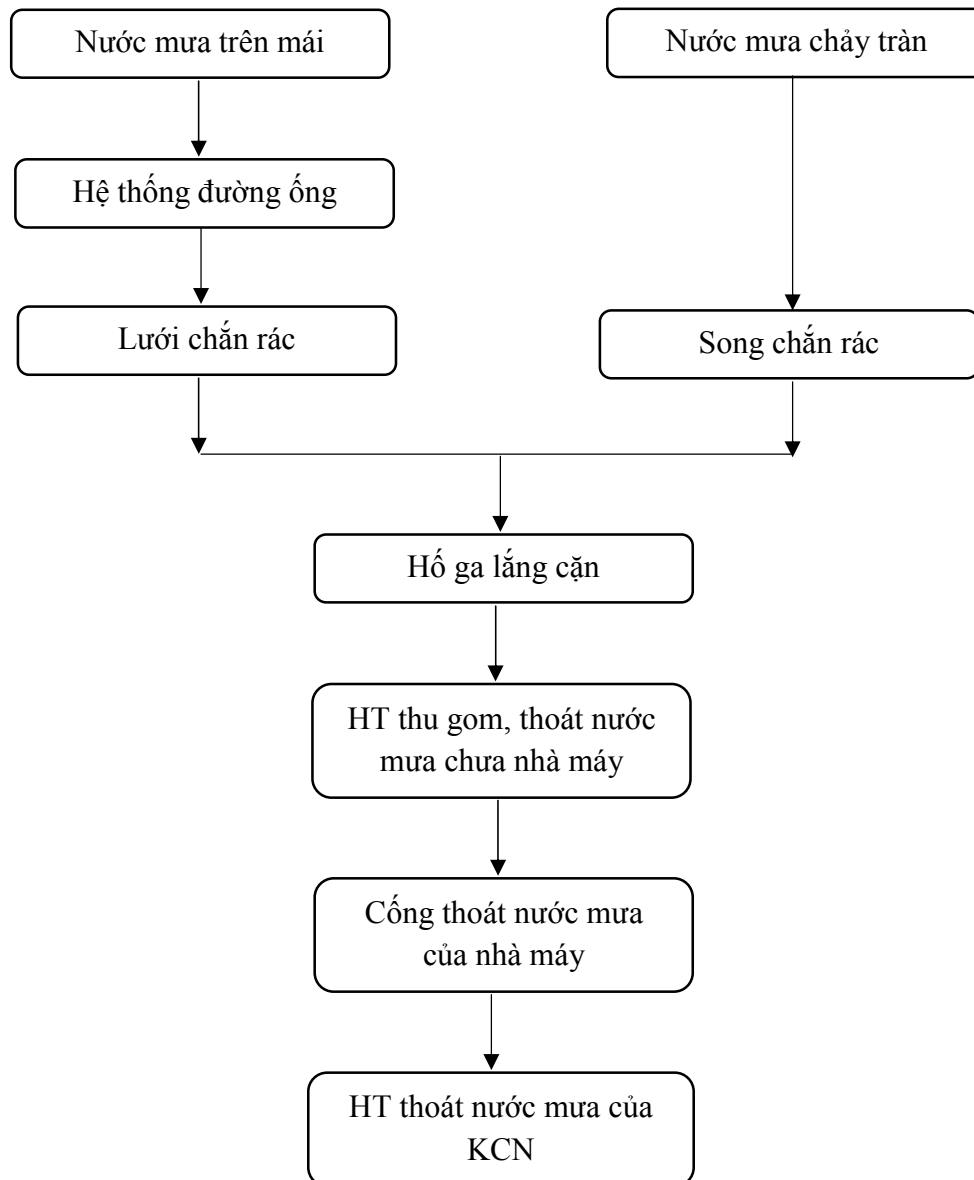 Nước mưa trên mái
Nước mưa chảy tràn
Hệ thống đường ống
Lưới chắn rác
Song chắn rác
Hố ga lắng cặn
HT thu gom, thoát nước
mưa chưa nhà máy
Cống thoát nước mưa
của nhà máy
HT thoát nước mưa của
KCN